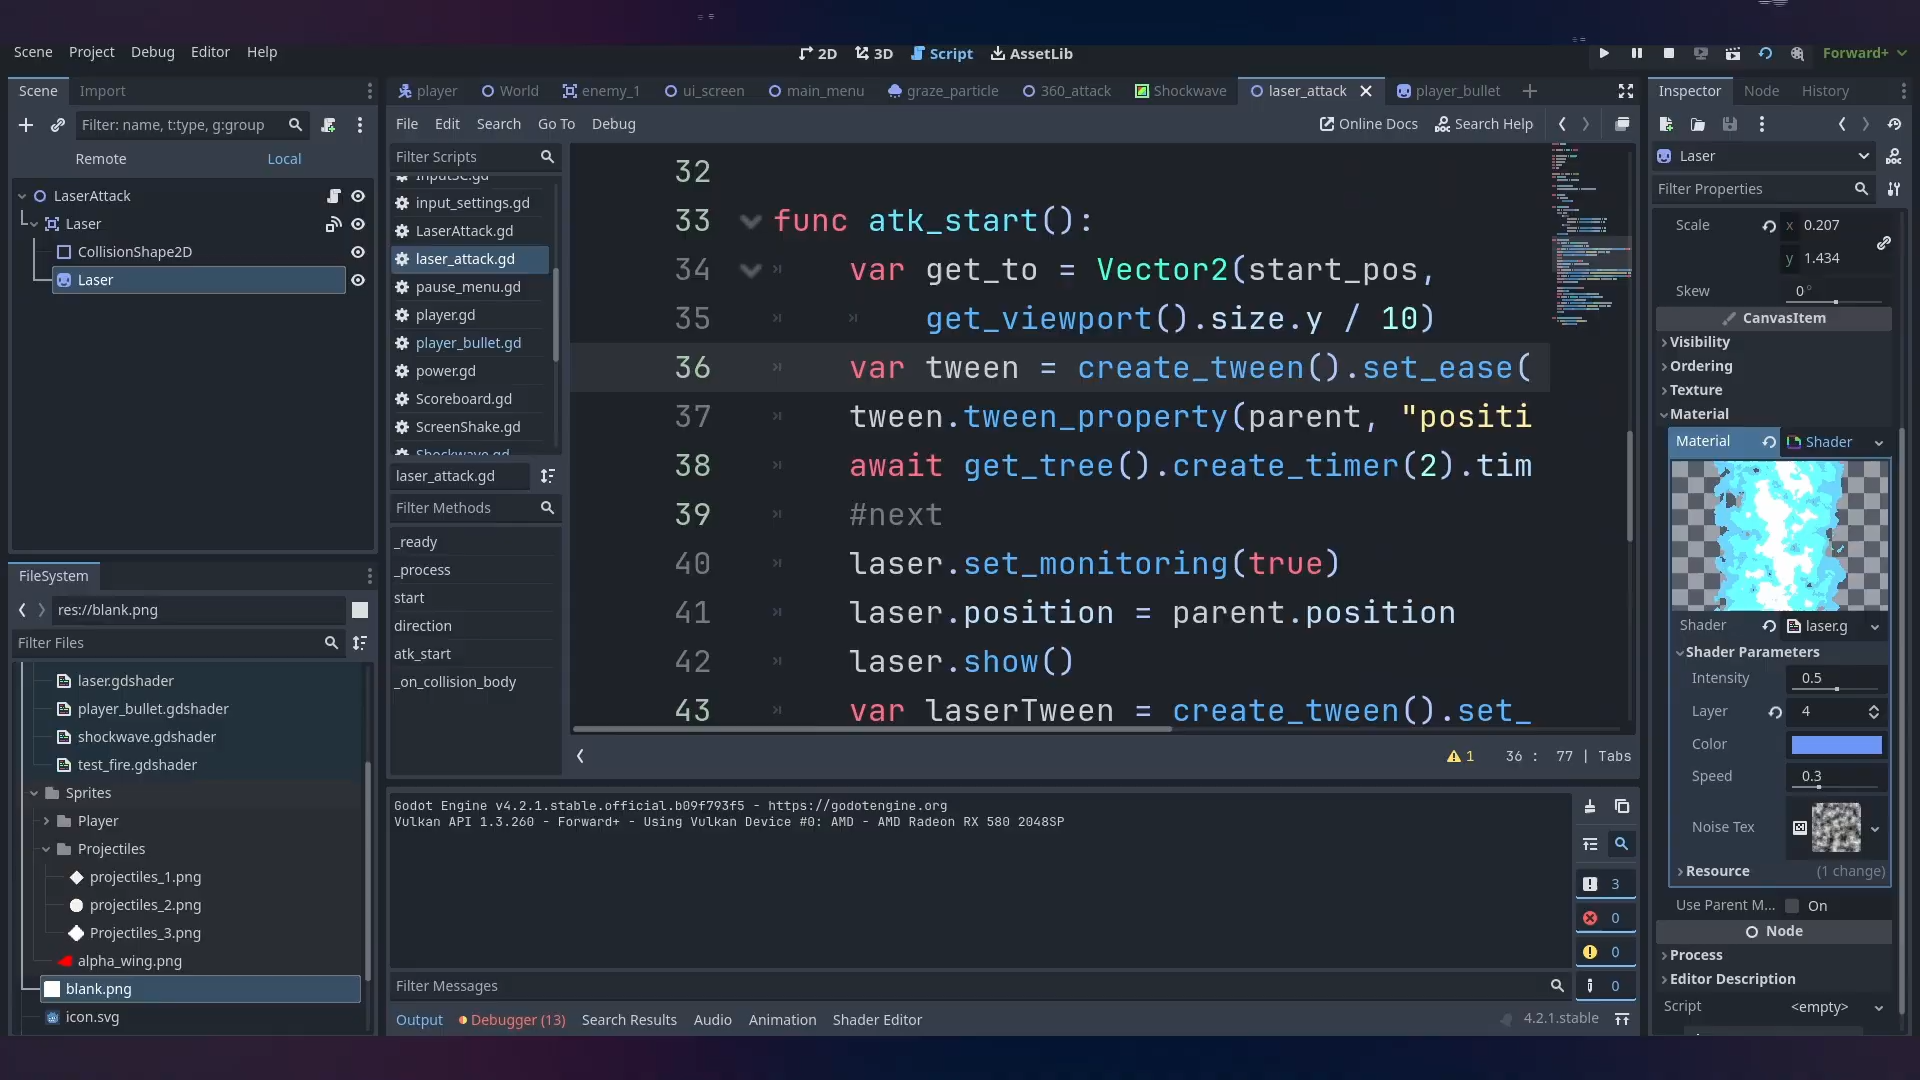 Scene Project Debug Editor Help
2D 3D Script AssetLib
Forward+
Scene Import
Filter: name, t:type, g:group
Remote Local
LaserAttack
Laser
CollisionShape2D
Laser
FileSystem
res://blank.png
Filter Files
laser.gdshader
player_bullet.gdshader
shockwave.gdshader
test_fire.gdshader
Sprites
Player
Projectiles
projectiles_1.png
projectiles_2.png
Projectiles_3.png
alpha_wing.png
blank.png
icon.svg
player World enemy_1 ui_screen main_menu graze_particle 360_attack Shockwave laser_attack player_bullet
File Edit Search Go To Debug
Online Docs Search Help
Filter Scripts
InputSC.gd
input_settings.gd
LaserAttack.gd
laser_attack.gd
pause_menu.gd
player.gd
player_bullet.gd
power.gd
Scoreboard.gd
ScreenShake.gd
Shockwave.gd
laser_attack.gd
Filter Methods
_ready
_process
start
direction
atk_start
_on_collision_body
32
33 func atk_start():
34 var get_to = Vector2(start_pos,
35 get_viewport().size.y / 10)
36 var tween = create_tween().set_ease(
37 tween.tween_property(parent, "positi
38 await get_tree().create_timer(2).tim
39 #next
40 laser.set_monitoring(true)
41 laser.position = parent.position
42 laser.show()
43 var laserTween = create_tween().set_
1 36 : 77 | Tabs
Godot Engine v4.2.1.stable.official.b09f793f5 - https://godotengine.org
Vulkan API 1.3.260 - Forward+ - Using Vulkan Device #0: AMD - AMD Radeon RX 580 2048SP
3
0
0
0
Filter Messages
Output Debugger (13) Search Results Audio Animation Shader Editor
4.2.1.stable
Inspector Node History
Laser
Filter Properties
Scale x 0.207
y 1.434
Skew 0 °
CanvasItem
Visibility
Ordering
Texture
Material
Material Shader
Shader laser.g
Shader Parameters
Intensity 0.5
Layer 4
Color
Speed 0.3
Noise Tex
Resource (1 change)
Use Parent M... On
Node
Process
Editor Description
Script <empty>